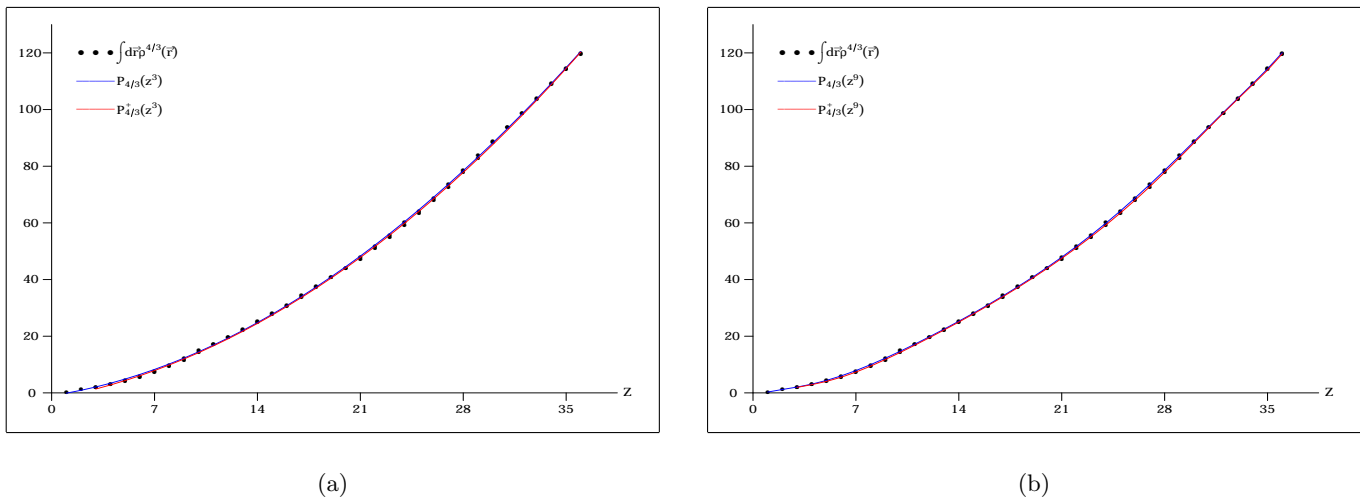 120
100
80
60
40
20
0
0 7 14 21 28 35 Z
∫dr⃗ρ^{4/3}(r⃗)
P_{4/3}(z^3)
P^+_{4/3}(z^3)
(a)
120
100
80
60
40
20
0
0 7 14 21 28 35 Z
∫dr⃗ρ^{4/3}(r⃗)
P_{4/3}(z^9)
P^+_{4/3}(z^9)
(b)